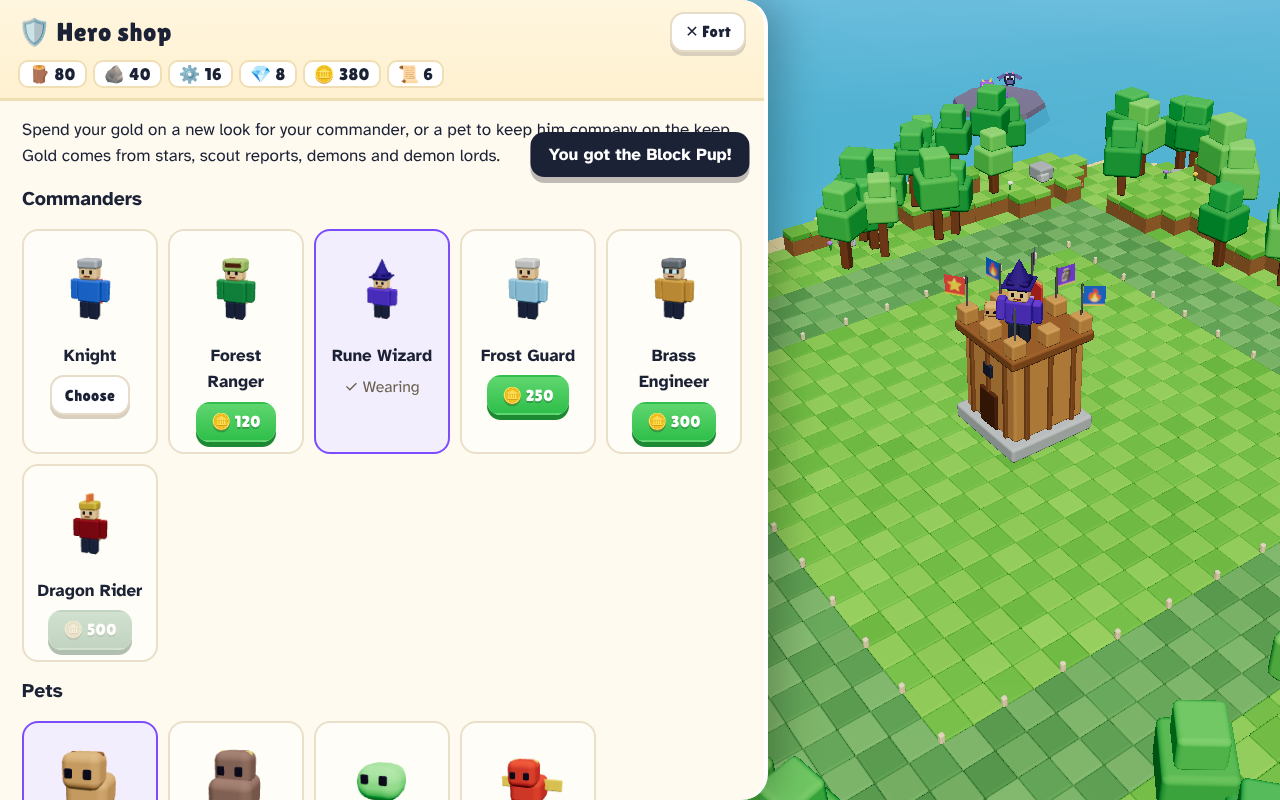 Hero shop
✕ Fort
80
40
16
8
380
6
Spend your gold on a new look for your commander, or a pet to keep him company on the keep.
Gold comes from stars, scout reports, demons and demon lords.
You got the Block Pup!
Commanders
Knight
Choose
Forest
Ranger
120
Rune Wizard
✓ Wearing
Frost Guard
250
Brass
Engineer
300
Dragon Rider
500
Pets